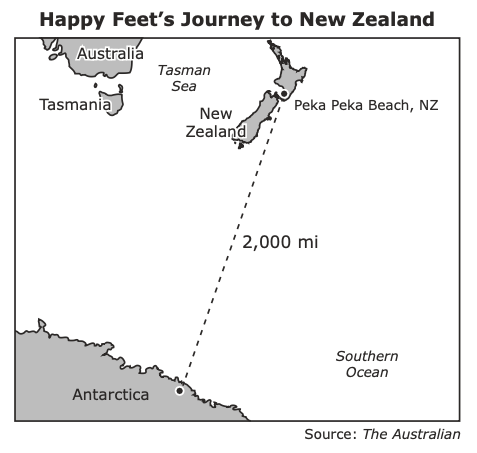 Happy Feet's Journey to New Zealand
Australia
Tasman
Sea
Tasmania
New
Zealand
Peka Peka Beach, NZ
2,000 mi
Southern
Ocean
Antarctica
Source: The Australian